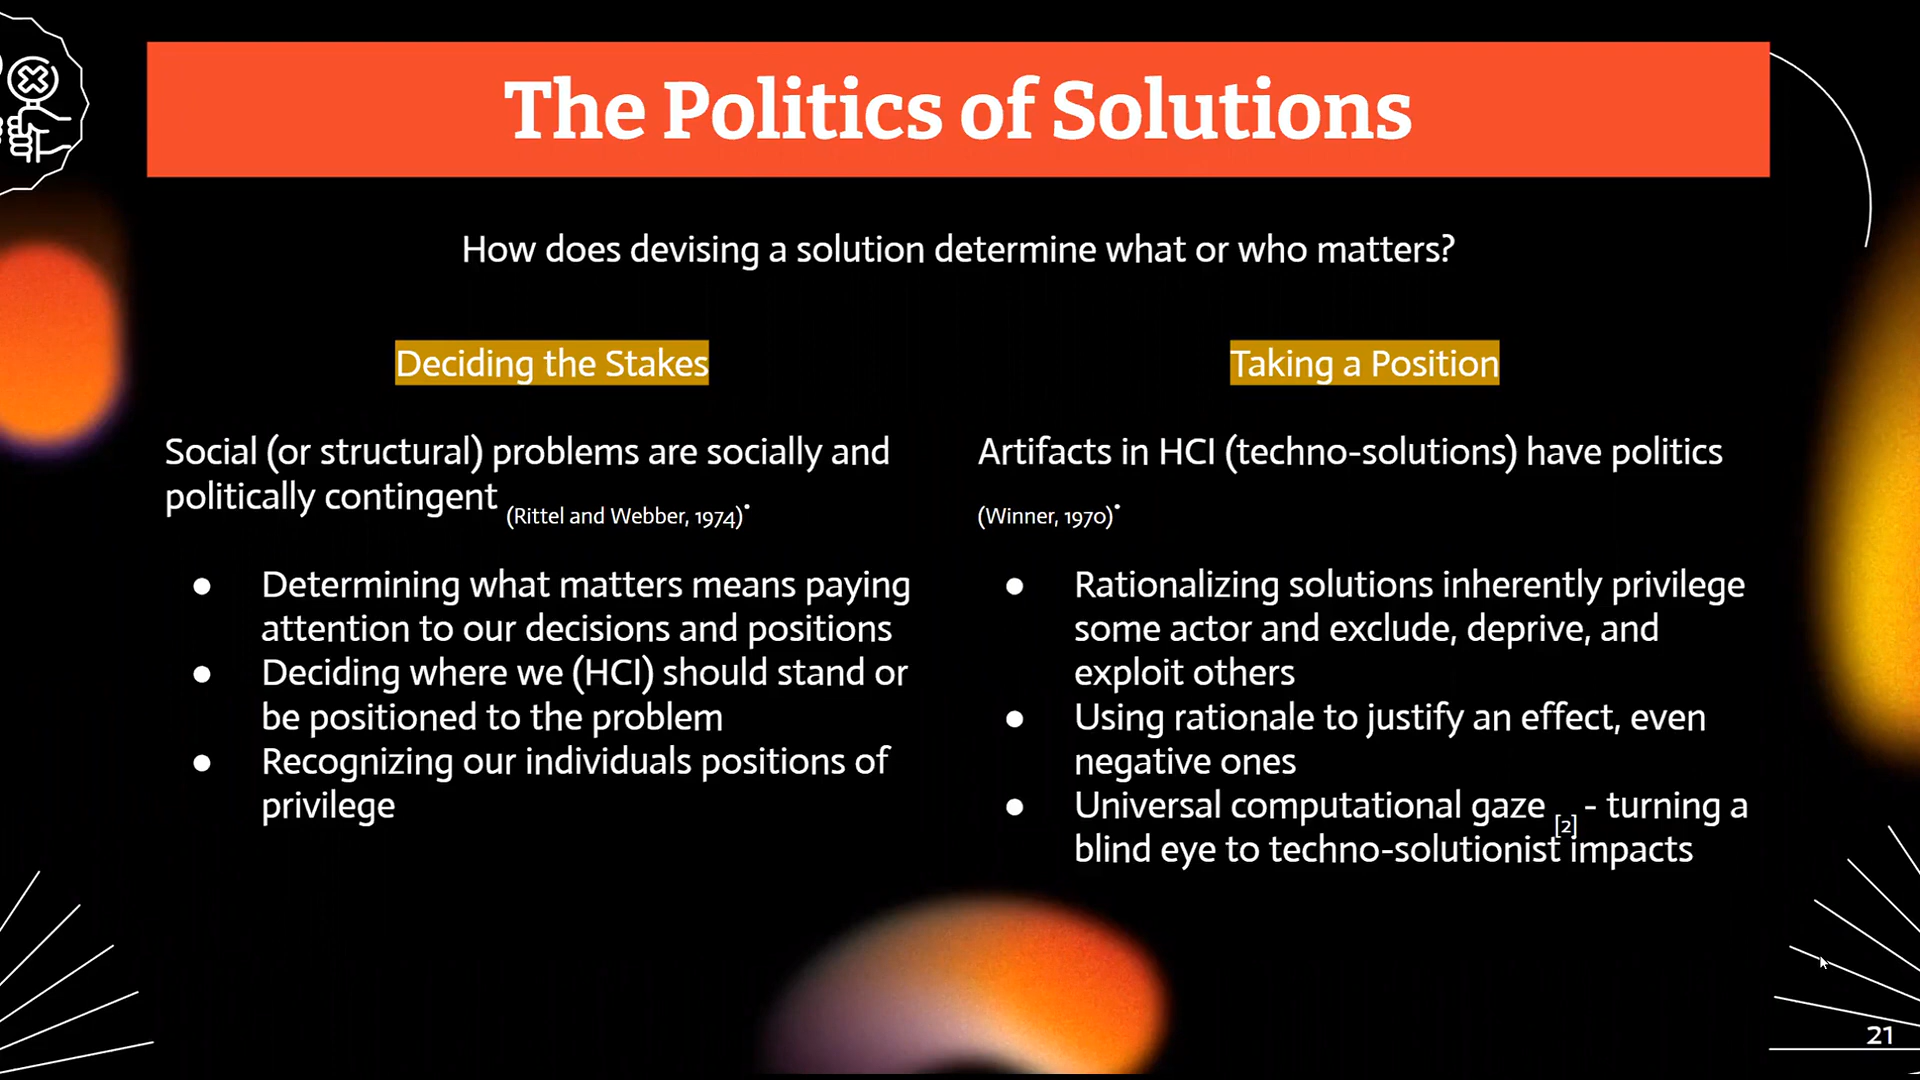 The Politics of Solutions
How does devising a solution determine what or who matters?
Deciding the Stakes
Social (or structural) problems are socially and
politically contingent (Rittel and Webber, 1974).
● Determining what matters means paying
attention to our decisions and positions
● Deciding where we (HCI) should stand or
be positioned to the problem
● Recognizing our individuals positions of
privilege
Taking a Position
Artifacts in HCI (techno-solutions) have politics
(Winner, 1970).
● Rationalizing solutions inherently privilege
some actor and exclude, deprive, and
exploit others
● Using rationale to justify an effect, even
negative ones
● Universal computational gaze [2] - turning a
blind eye to techno-solutionist impacts
21